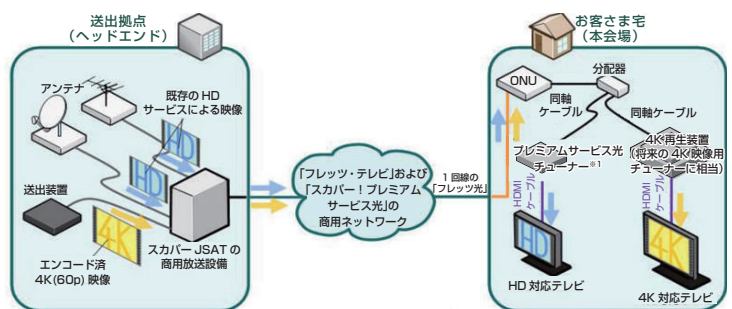 送出拠点
（ヘッドエンド）
アンテナ
既存の HD
サービスによる映像
HD
HD
送出装置
4K
エンコード済
4K(60p) 映像
スカパー JSAT の
商用放送設備
「フレッツ・テレビ」および
「スカパー！プレミアム
サービス光」の
商用ネットワーク
1 回線の
「フレッツ光」
お客さま宅
（本会場）
ONU
分配器
同軸
ケーブル
同軸ケーブル
プレミアムサービス光
チューナー※1
4K 再生装置
（将来の 4K 映像用
チューナーに相当）
HDMI
ケーブル
HDMI
ケーブル
HD
HD 対応テレビ
4K
4K 対応テレビ